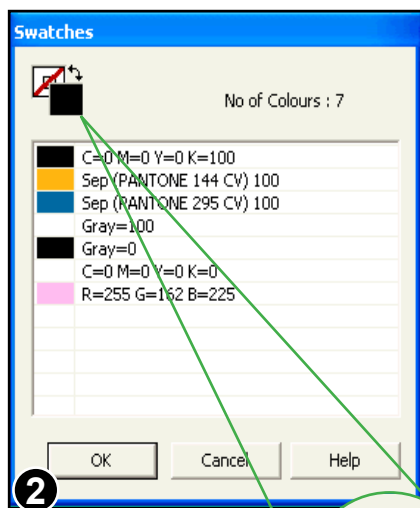 Swatches
No of Colours : 7
C=0 M=0 Y=0 K=100
Sep (PANTONE 144 CV) 100
Sep (PANTONE 295 CV) 100
Gray=100
Gray=0
C=0 M=0 Y=0 K=0
R=255 G=162 B=225
OK Cancel Help
2